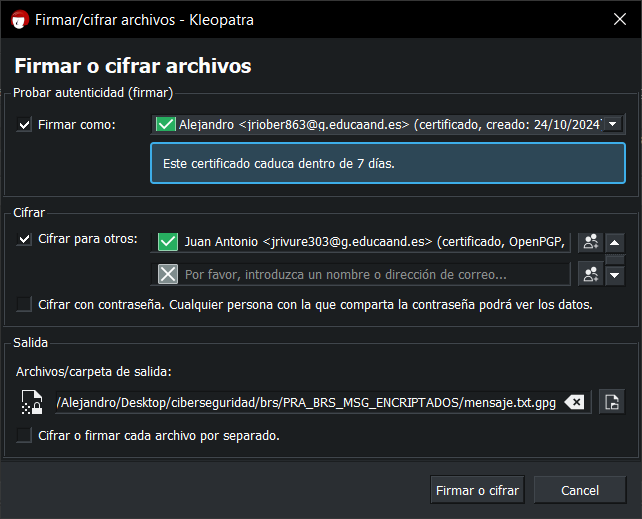 Firmar/cifrar archivos - Kleopatra
Firmar o cifrar archivos
Probar autenticidad (firmar)
Firmar como:
Alejandro <jriober863@g.educaand.es> (certificado, creado: 24/10/2024)
Este certificado caduca dentro de 7 días.
Cifrar
Cifrar para otros:
Juan Antonio <jrivure303@g.educaand.es> (certificado, OpenPGP,
Por favor, introduzca un nombre o dirección de correo...
Cifrar con contraseña. Cualquier persona con la que comparta la contraseña podrá ver los datos.
Salida
Archivos/carpeta de salida:
/Alejandro/Desktop/ciberseguridad/brs/PRA_BRS_MSG_ENCRIPTADOS/mensaje.txt.gpg
Cifrar o firmar cada archivo por separado.
Firmar o cifrar
Cancel